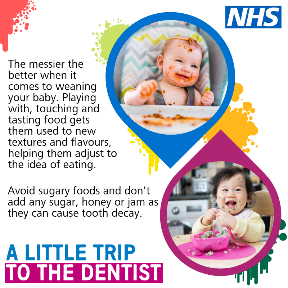 NHS
The messier the
better when it
comes to weaning
your baby. Playing
with, touching and
tasting food gets
them used to new
textures and flavours,
helping them adjust to
the idea of eating.
Avoid sugary foods and don't
add any sugar, honey or jam as
they can cause tooth decay.
A LITTLE TRIP
TO THE DENTIST